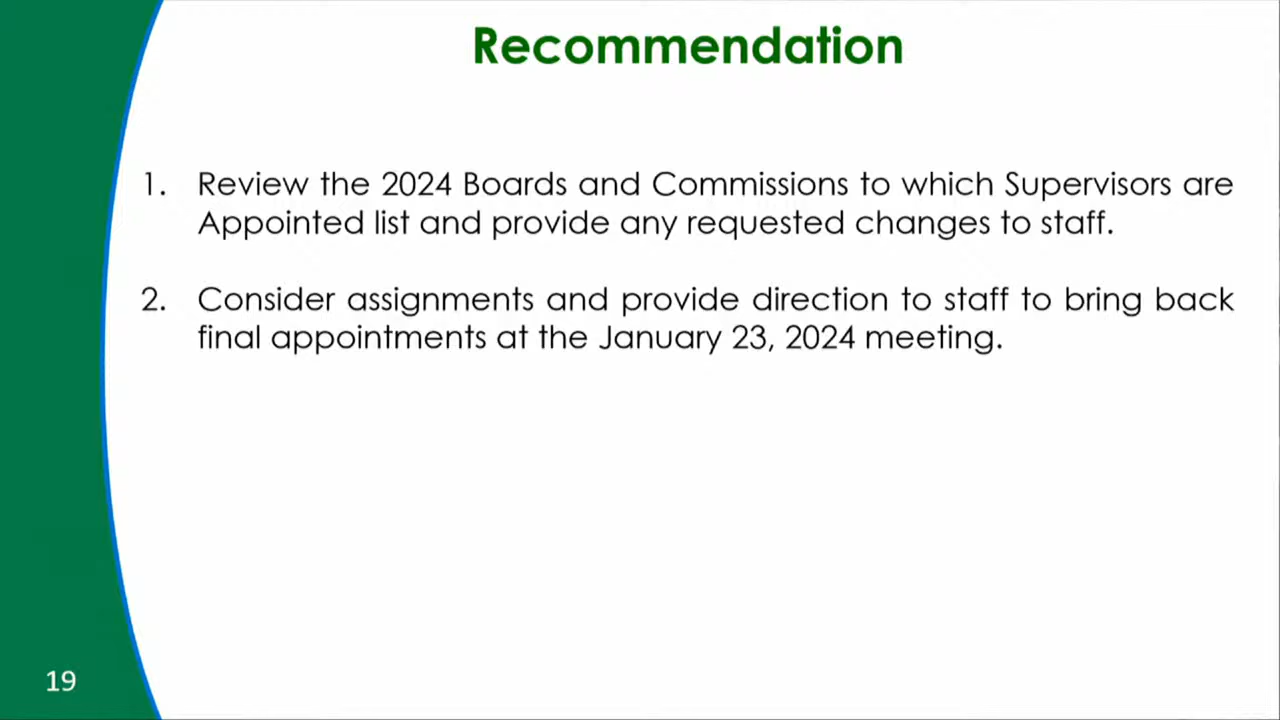 Recommendation
1. Review the 2024 Boards and Commissions to which Supervisors are
Appointed list and provide any requested changes to staff.
2. Consider assignments and provide direction to staff to bring back
final appointments at the January 23, 2024 meeting.
19